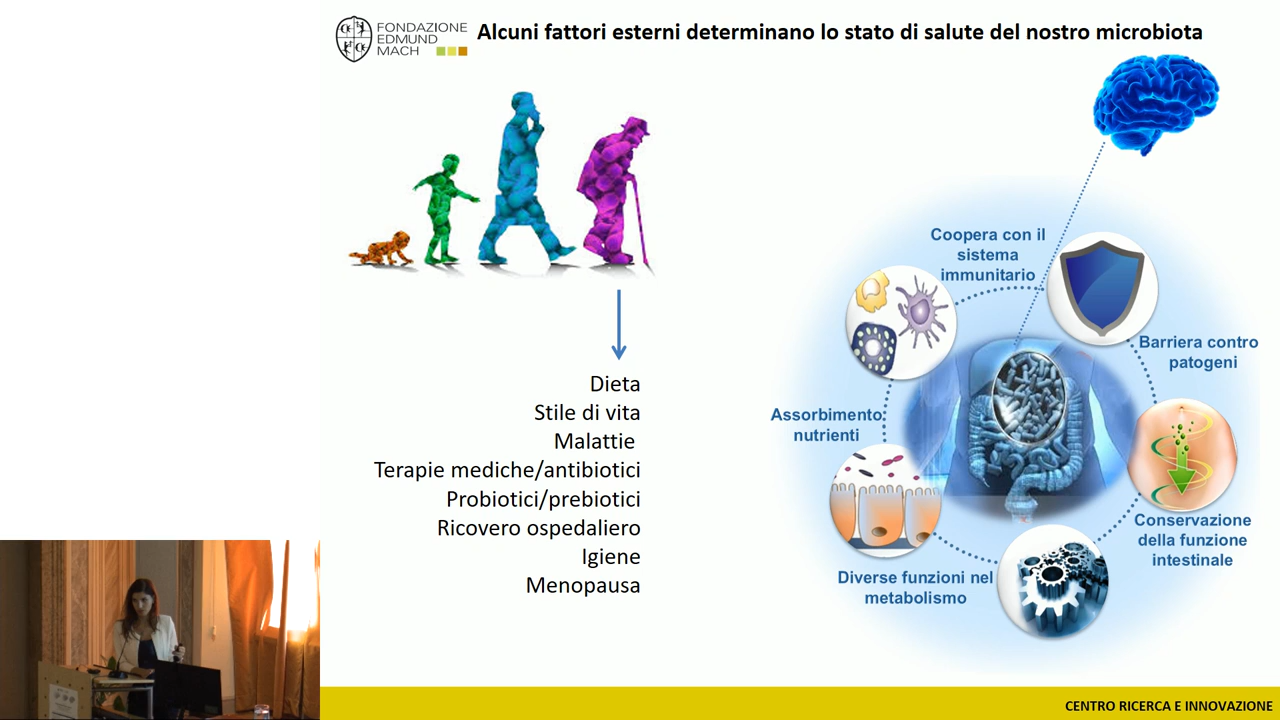 FONDAZIONE
EDMUND
MACH
Alcuni fattori esterni determinano lo stato di salute del nostro microbiota
Dieta
Stile di vita
Malattie
Terapie mediche/antibiotici
Probiotici/prebiotici
Ricovero ospedaliero
Igiene
Menopausa
Coopera con il
sistema
immunitario
Barriera contro
patogeni
Assorbimento
nutrienti
Conservazione
della funzione
intestinale
Diverse funzioni nel
metabolismo
CENTRO RICERCA E INNOVAZIONE